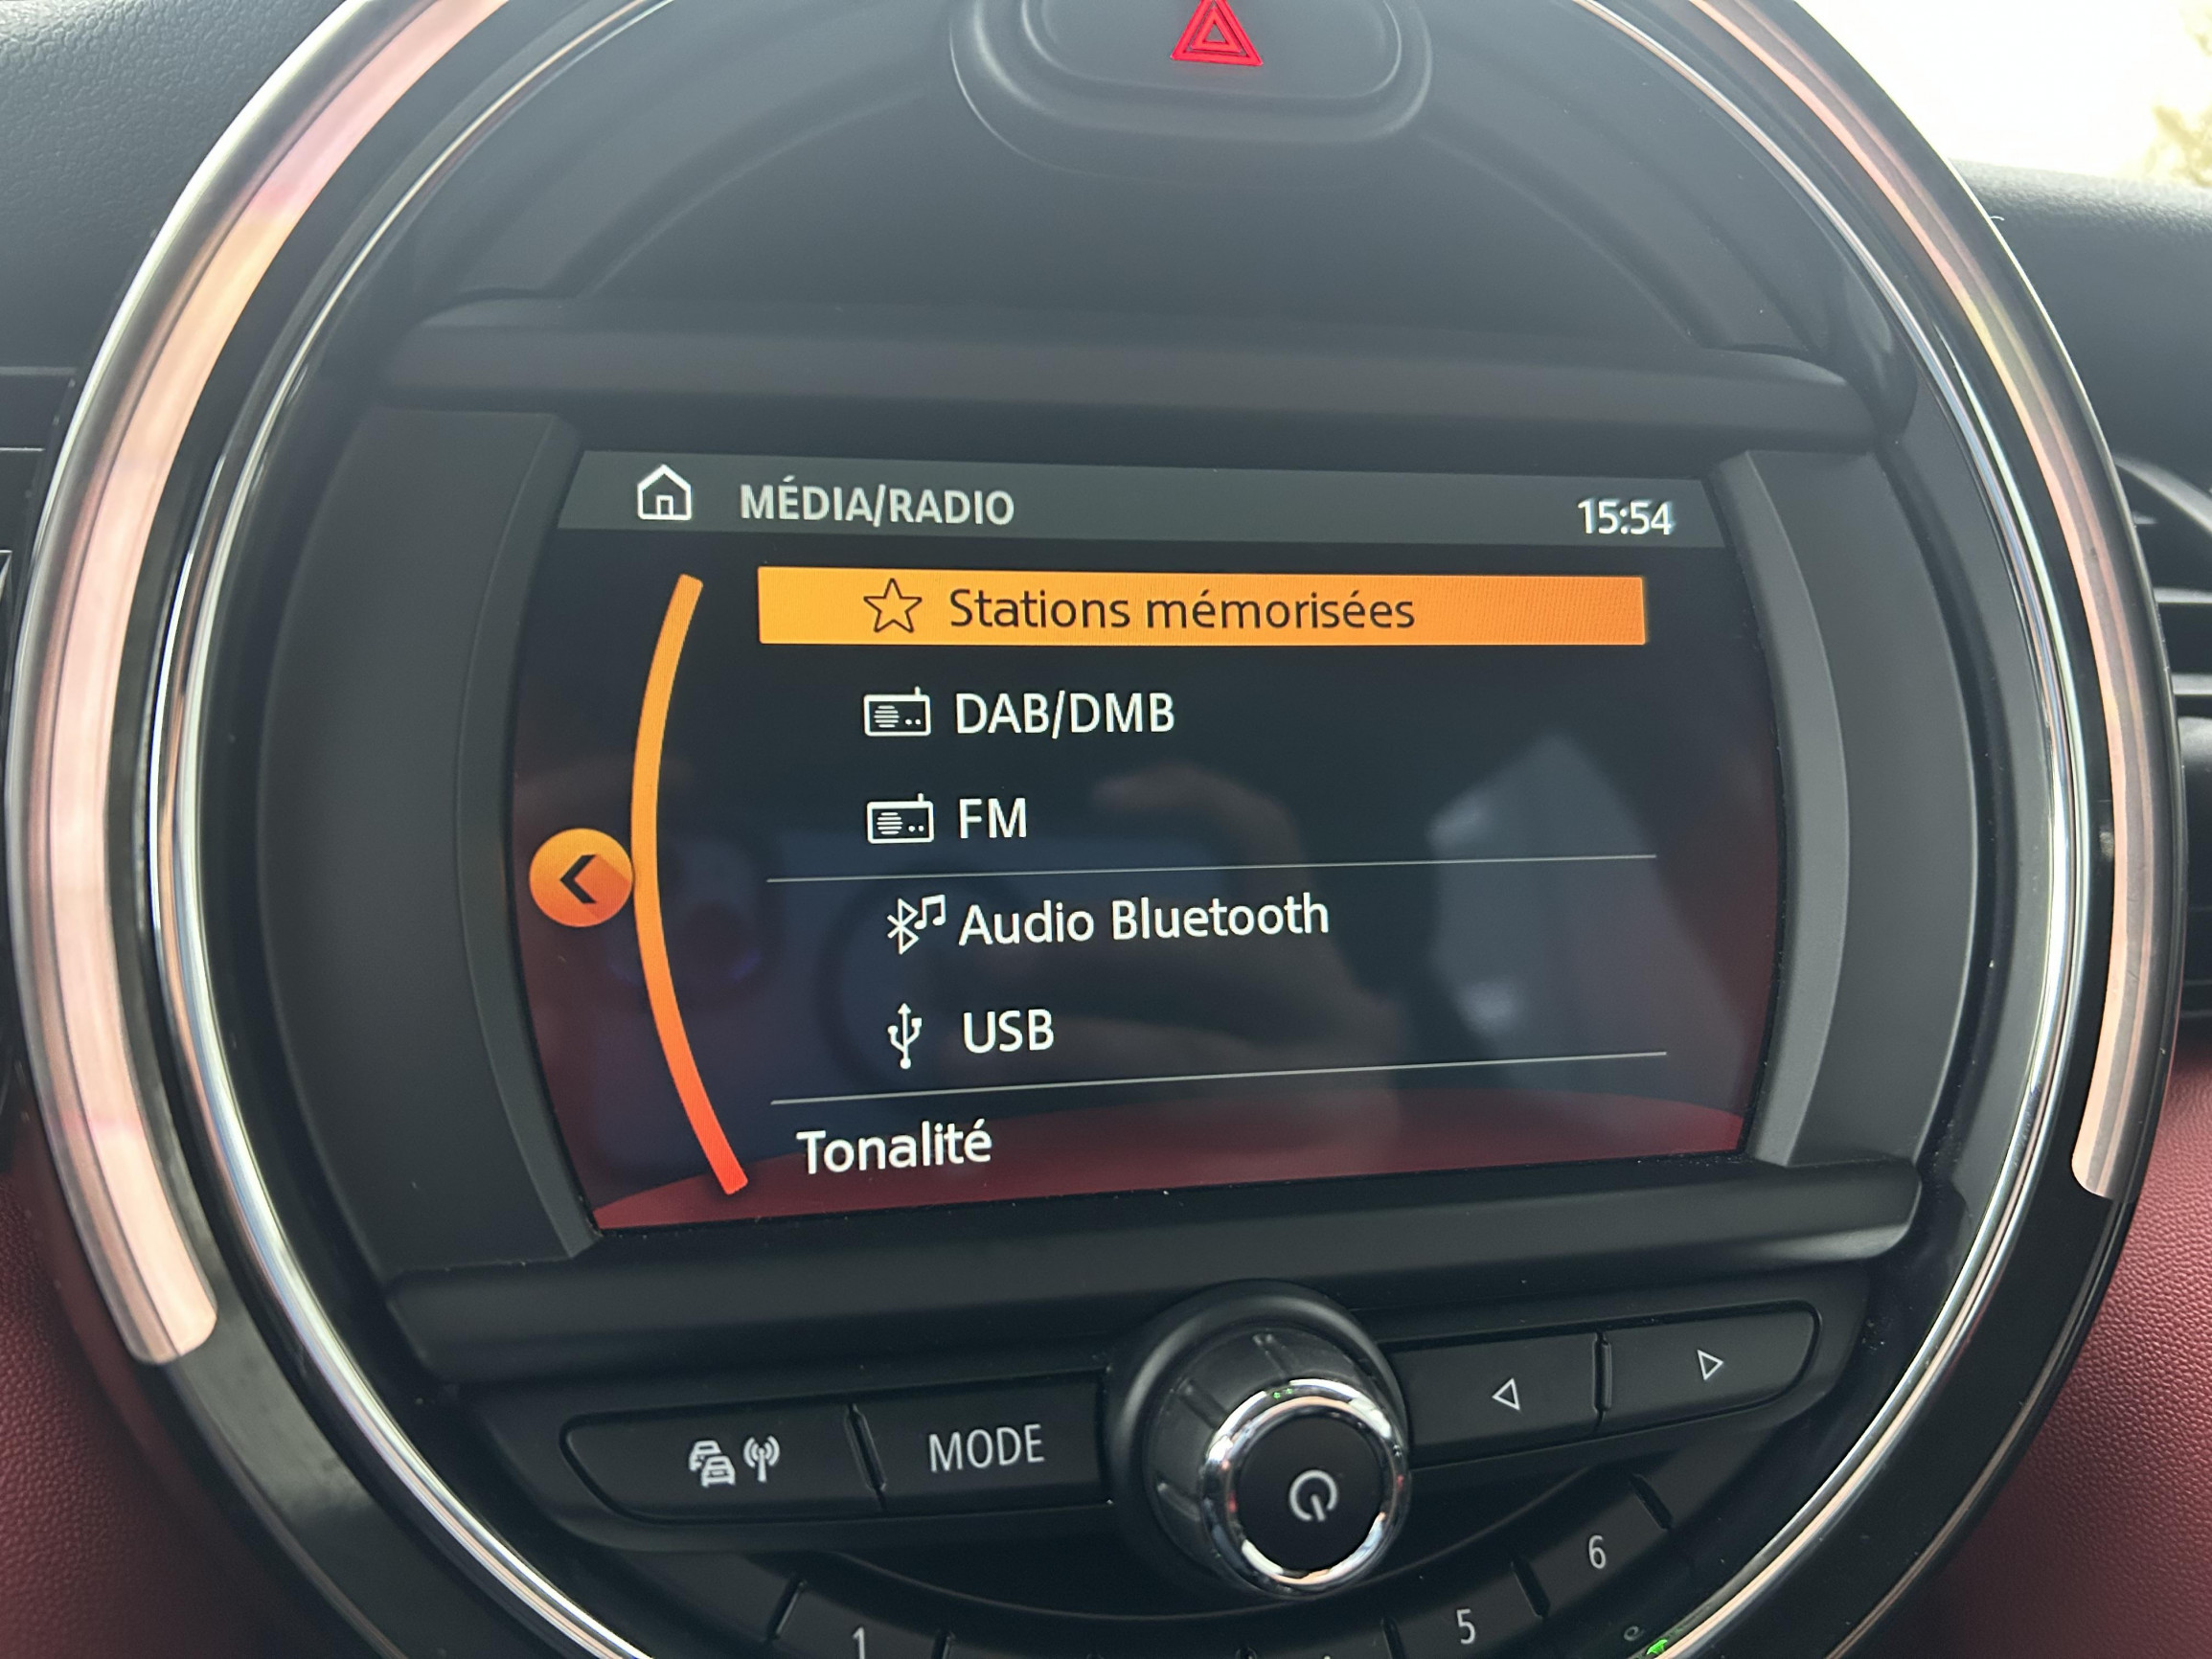 MÉDIA/RADIO 15:54
Stations mémorisées
DAB/DMB
FM
Audio Bluetooth
USB
Tonalité
MODE
1 5 6